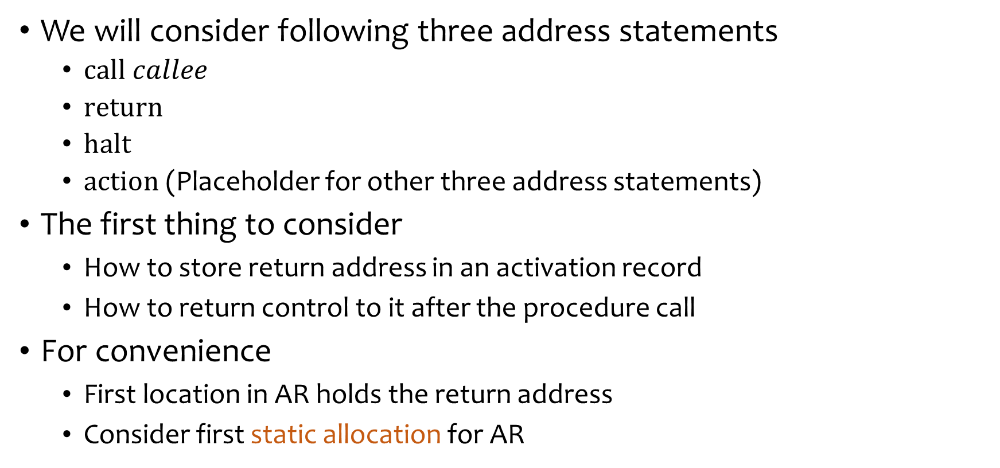 • We will consider following three address statements
• call callee
• return
• halt
• action (Placeholder for other three address statements)
• The first thing to consider
• How to store return address in an activation record
• How to return control to it after the procedure call
• For convenience
• First location in AR holds the return address
• Consider first static allocation for AR